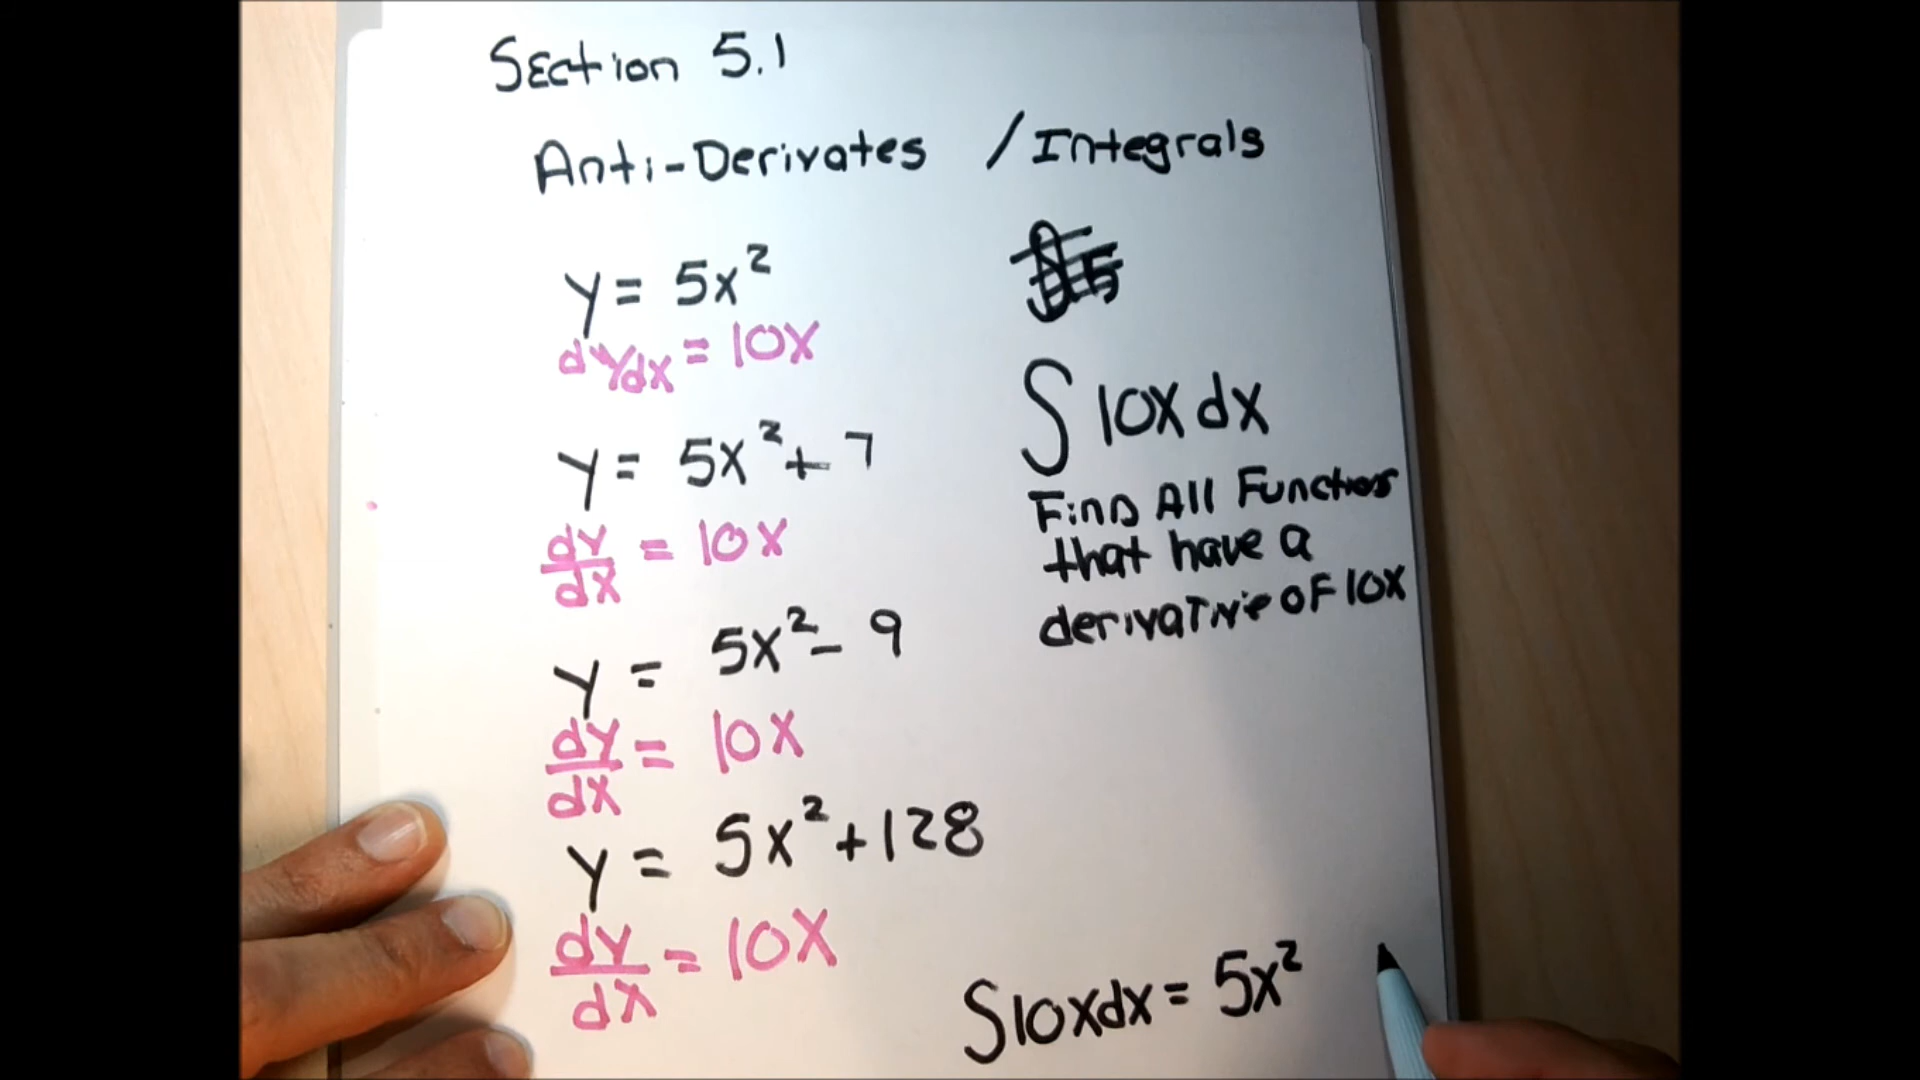 Section 5.1
Anti-Derivates / Integrals
y = 5x²
dy/dx = 10x
y = 5x² + 7
dy/dx = 10x
y = 5x² - 9
dy/dx = 10x
y = 5x² + 128
dy/dx = 10x
∫ 10x dx
Find All Functions
that have a
derivative of 10x
∫10xdx = 5x²